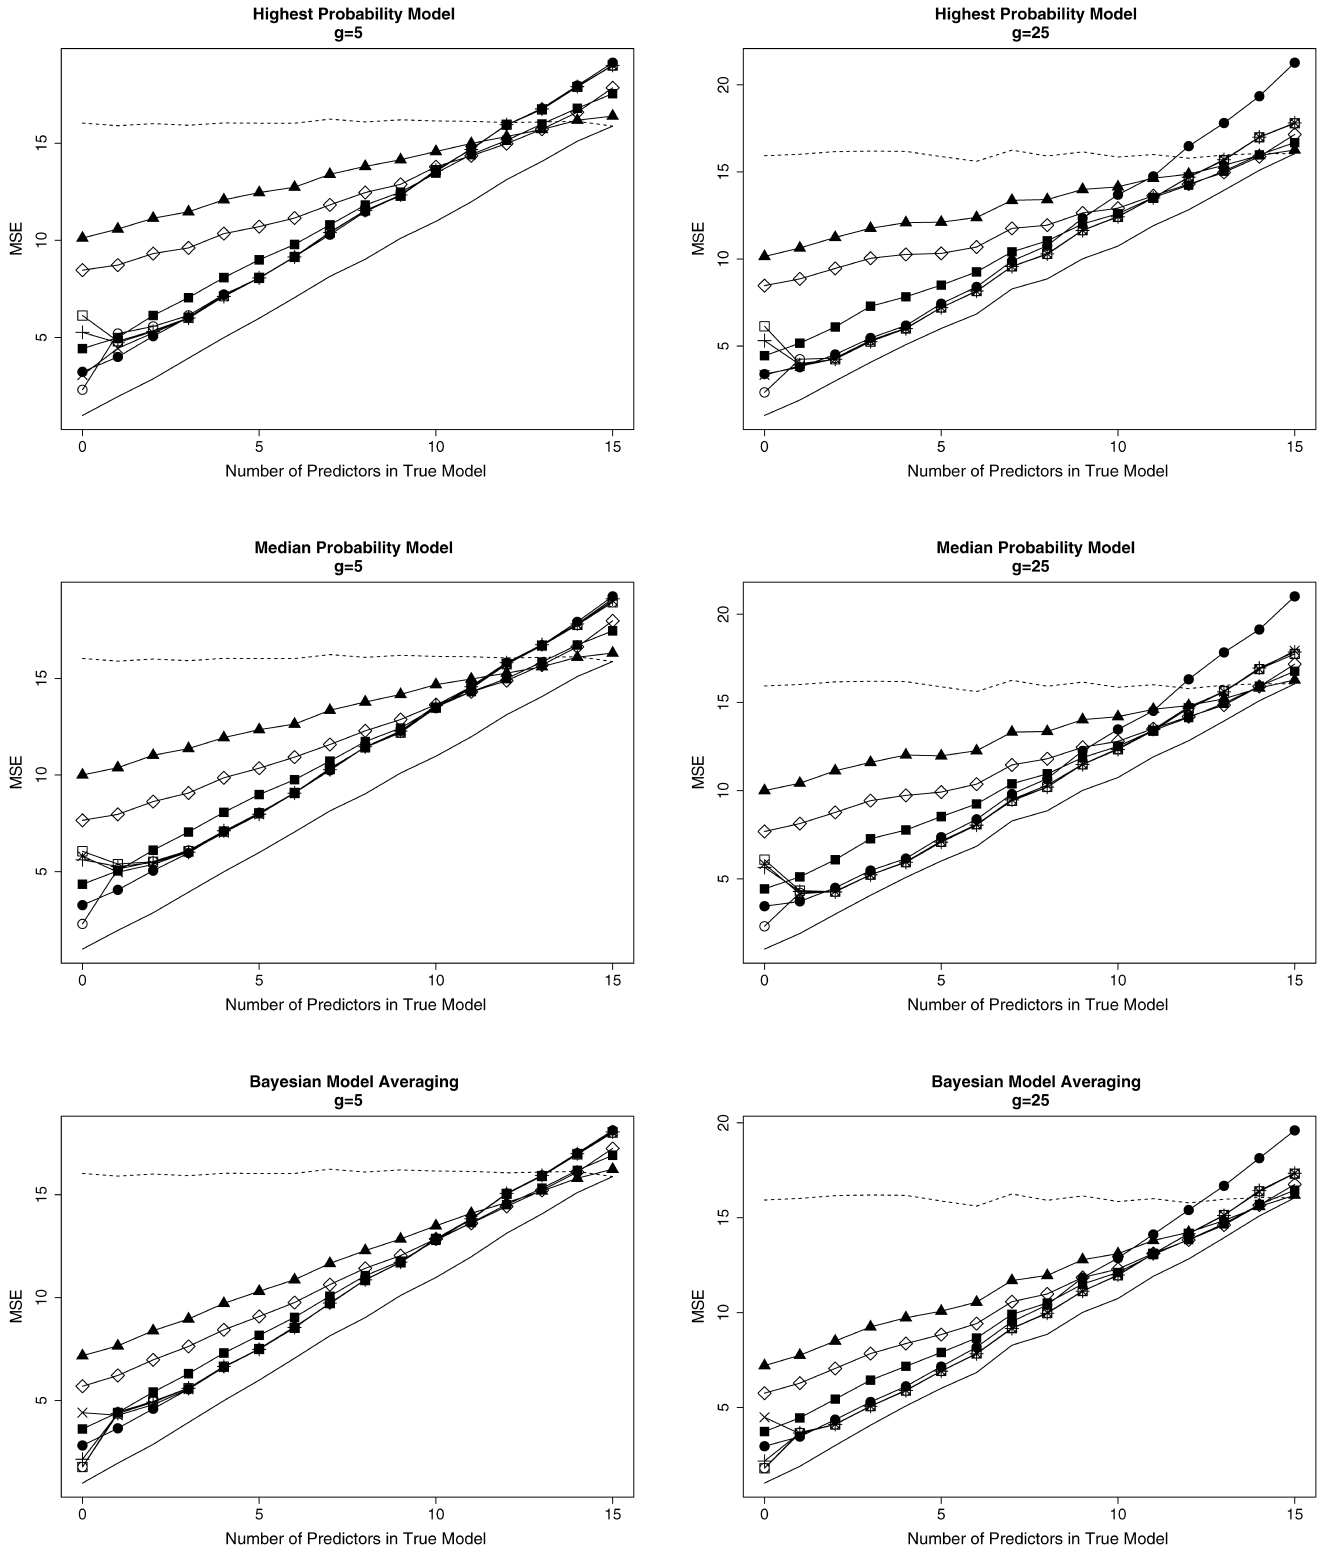 Highest Probability Model
g=5
MSE
15
10
5
0 5 10 15
Number of Predictors in True Model
Highest Probability Model
g=25
MSE
20
15
10
5
0 5 10 15
Number of Predictors in True Model
Median Probability Model
g=5
MSE
15
10
5
0 5 10 15
Number of Predictors in True Model
Median Probability Model
g=25
MSE
20
15
10
5
0 5 10 15
Number of Predictors in True Model
Bayesian Model Averaging
g=5
MSE
15
10
5
0 5 10 15
Number of Predictors in True Model
Bayesian Model Averaging
g=25
MSE
20
15
10
5
0 5 10 15
Number of Predictors in True Model